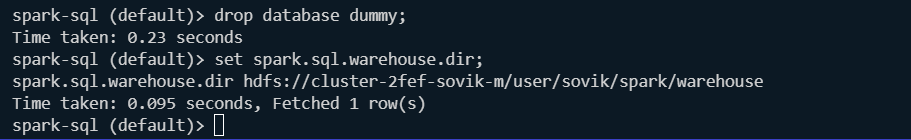 spark-sql (default)> drop database dummy;
Time taken: 0.23 seconds
spark-sql (default)> set spark.sql.warehouse.dir;
spark.sql.warehouse.dir hdfs://cluster-2fef-sovik-m/user/sovik/spark/warehouse
Time taken: 0.095 seconds, Fetched 1 row(s)
spark-sql (default)>